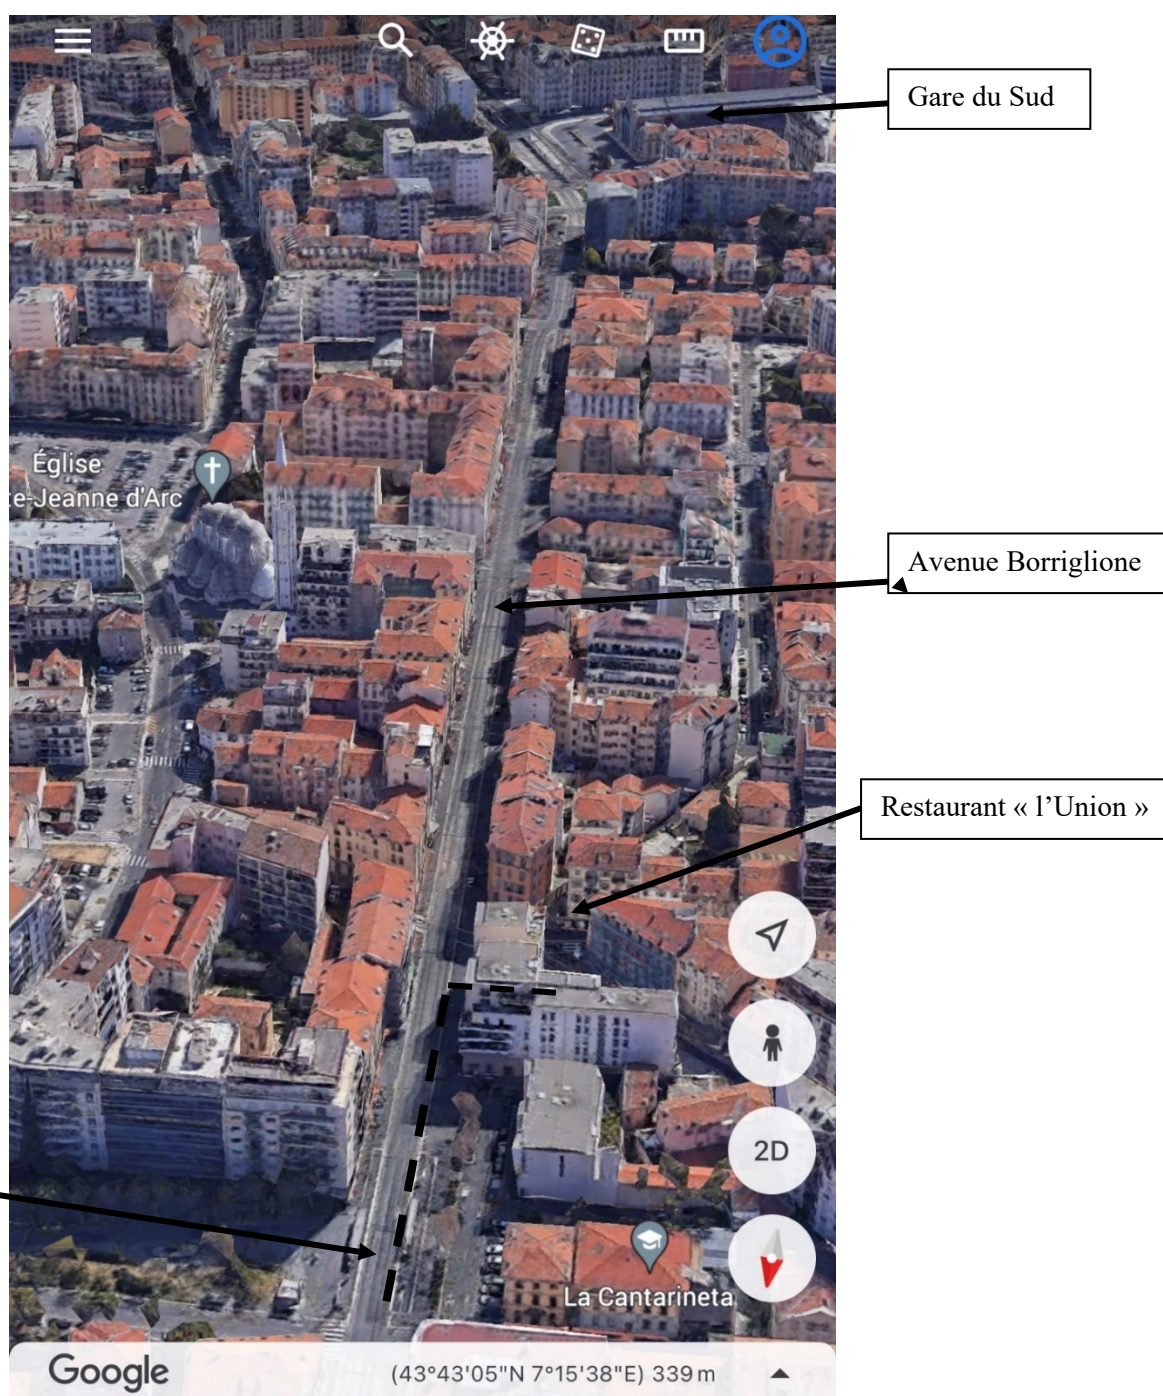 Gare du Sud
Église
te-Jeanne d'Arc
Avenue Borriglione
Restaurant « l'Union »
2D
La Cantarineta
Google
(43°43'05"N 7°15'38"E) 339 m